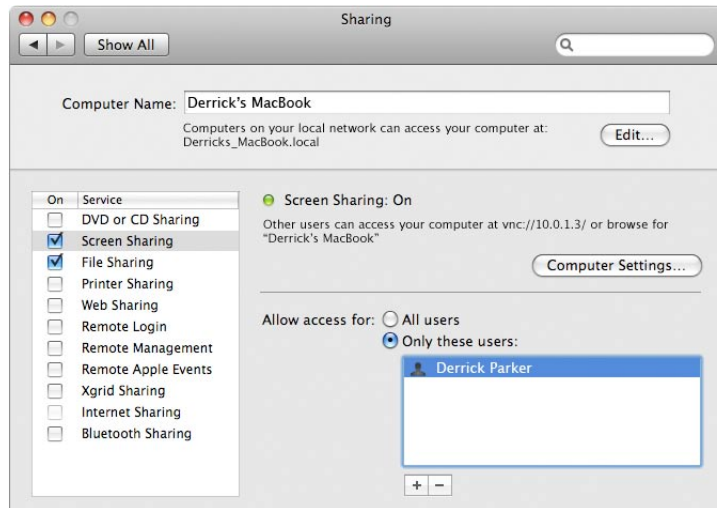 Sharing
Show All
Computer Name: Derrick's MacBook
Computers on your local network can access your computer at:
Derricks_MacBook.local
Edit...
On Service
DVD or CD Sharing
Screen Sharing
File Sharing
Printer Sharing
Web Sharing
Remote Login
Remote Management
Remote Apple Events
Xgrid Sharing
Internet Sharing
Bluetooth Sharing
Screen Sharing: On
Other users can access your computer at vnc://10.0.1.3/ or browse for
"Derrick's MacBook"
Computer Settings...
Allow access for: All users
Only these users:
Derrick Parker
+ −